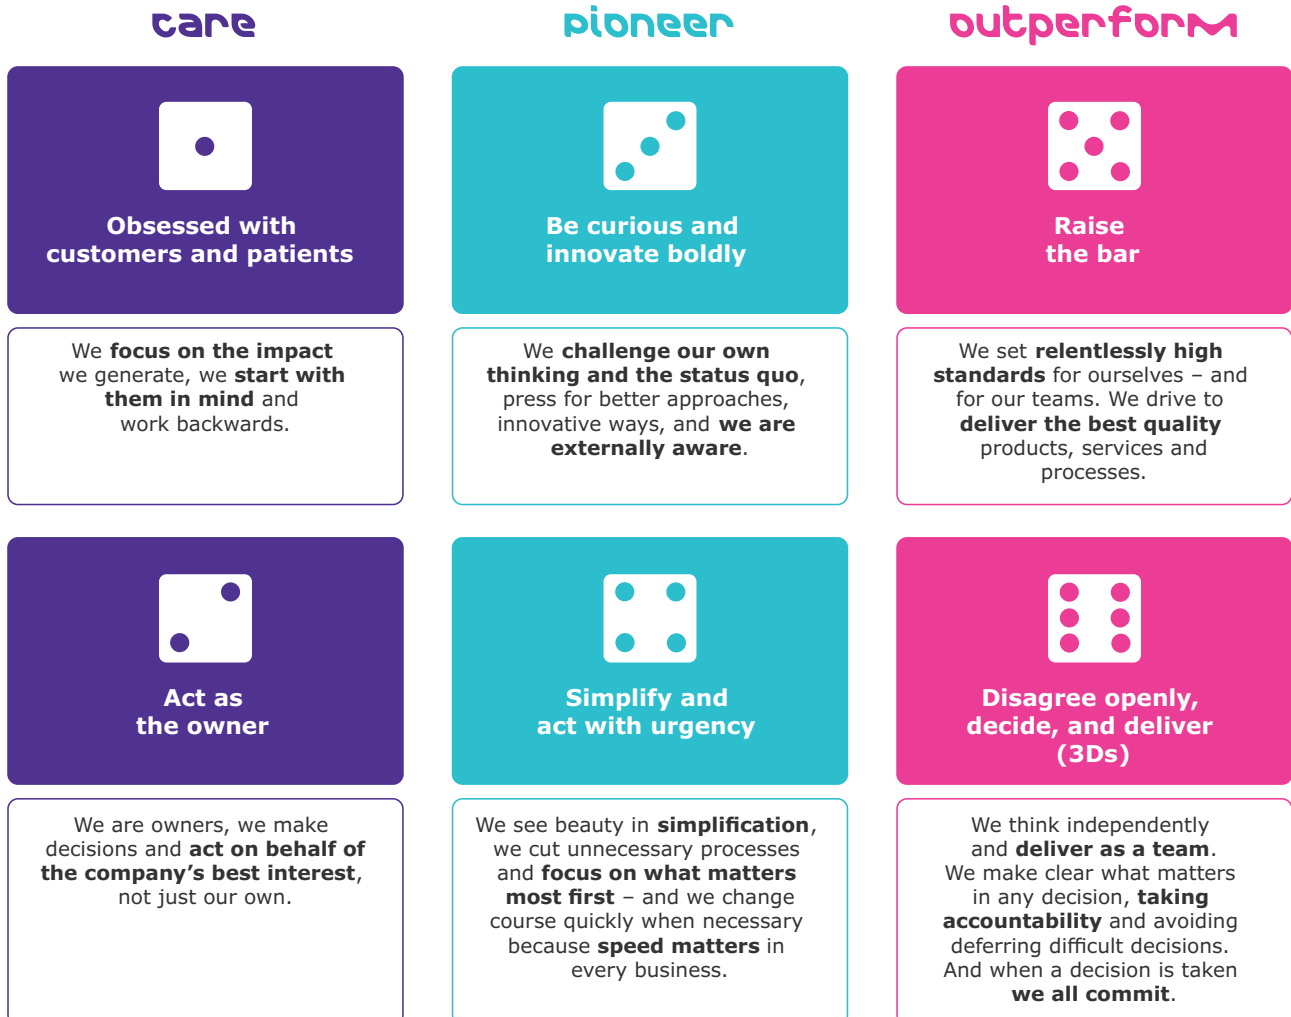 care
Obsessed with
customers and patients
We focus on the impact
we generate, we start with
them in mind and
work backwards.
Act as
the owner
We are owners, we make
decisions and act on behalf of
the company’s best interest,
not just our own.
pioneer
Be curious and
innovate boldly
We challenge our own
thinking and the status quo,
press for better approaches,
innovative ways, and we are
externally aware.
Simplify and
act with urgency
We see beauty in simplification,
we cut unnecessary processes
and focus on what matters
most first – and we change
course quickly when necessary
because speed matters in
every business.
outperform
Raise
the bar
We set relentlessly high
standards for ourselves – and
for our teams. We drive to
deliver the best quality
products, services and
processes.
Disagree openly,
decide, and deliver
(3Ds)
We think independently
and deliver as a team.
We make clear what matters
in any decision, taking
accountability and avoiding
deferring difficult decisions.
And when a decision is taken
we all commit.